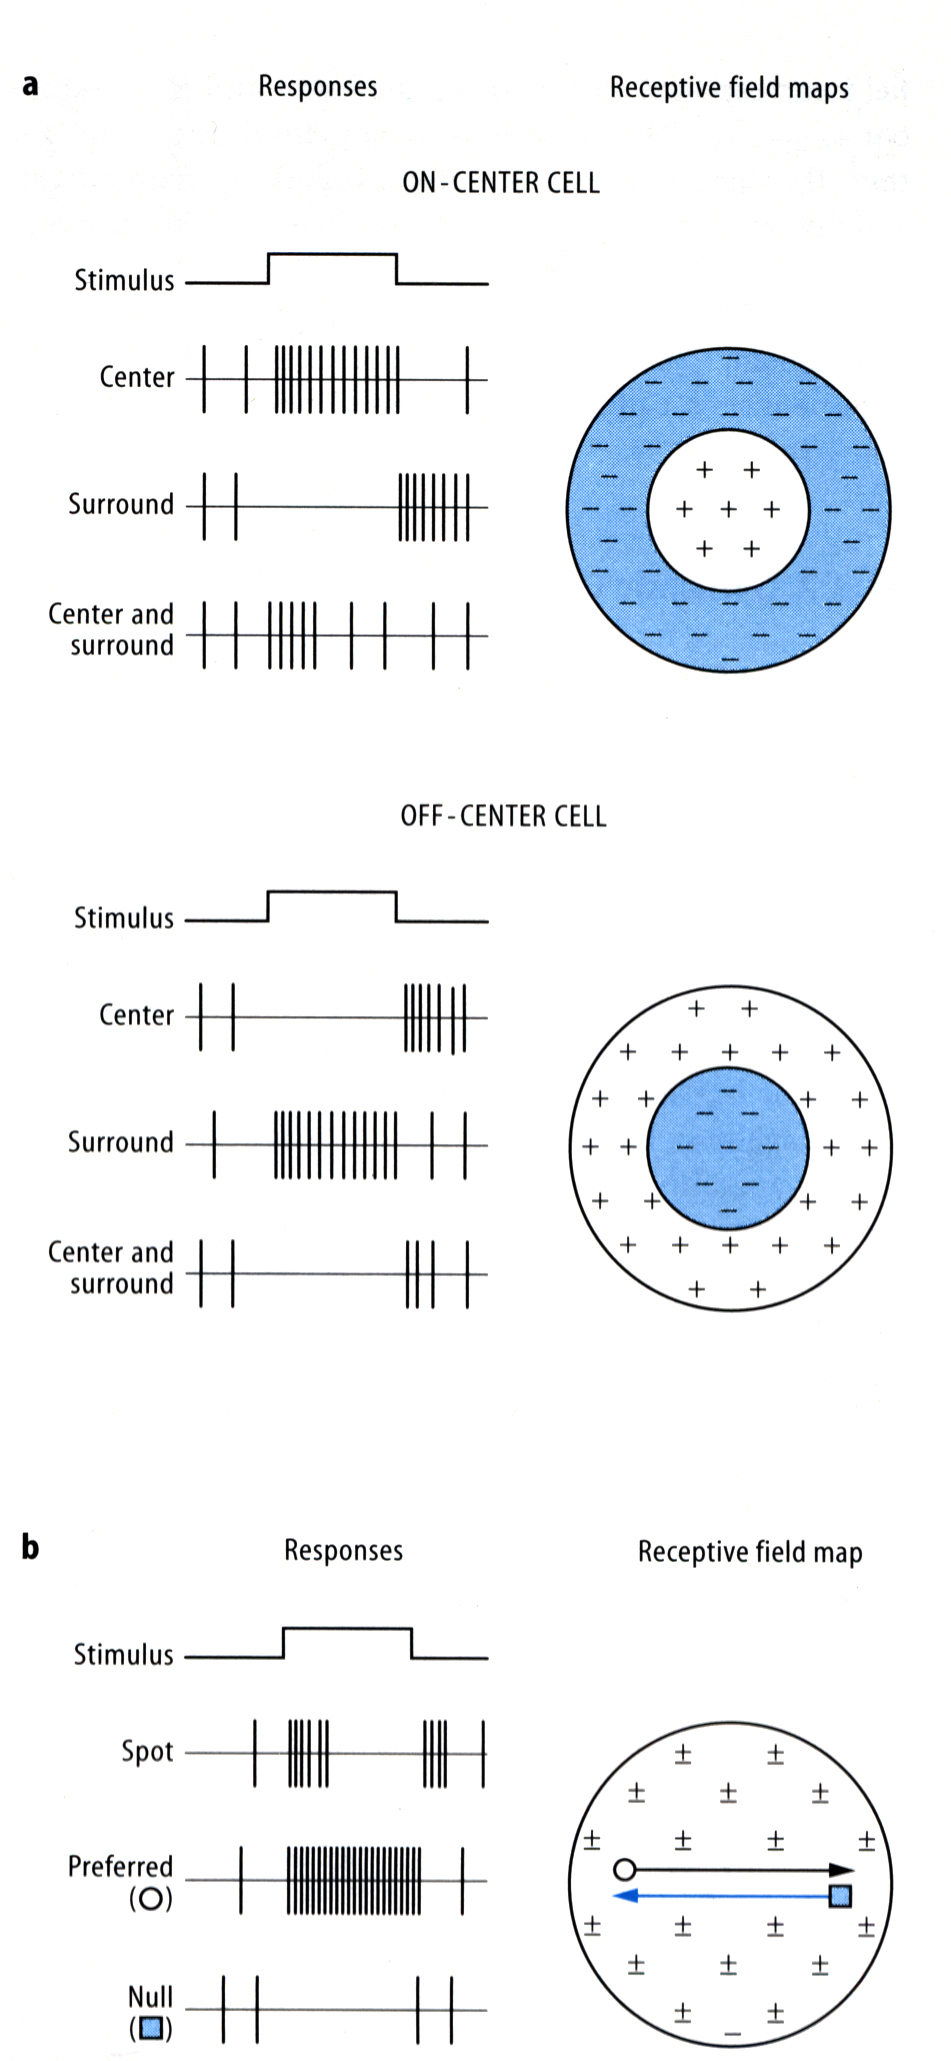 a
Responses
Receptive field maps
ON-CENTER CELL
Stimulus
Center
Surround
Center and
surround
OFF-CENTER CELL
Stimulus
Center
Surround
Center and
surround
b
Responses
Receptive field map
Stimulus
Spot
Preferred
(○)
Null
(■)